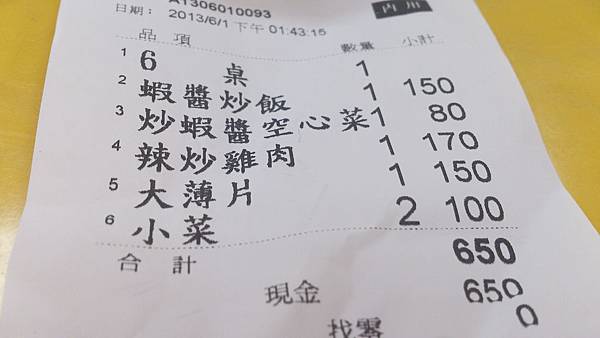 A1306010093
內用
日期： 2013/6/1 下午 01:43:15
品 項 數量 小計
1 6 桌 1
2 蝦醬炒飯 1 150
3 炒蝦醬空心菜 1 80
4 辣炒雞肉 1 170
5 大薄片 1 150
6 小菜 2 100
合 計 650
現金 650
找零 0